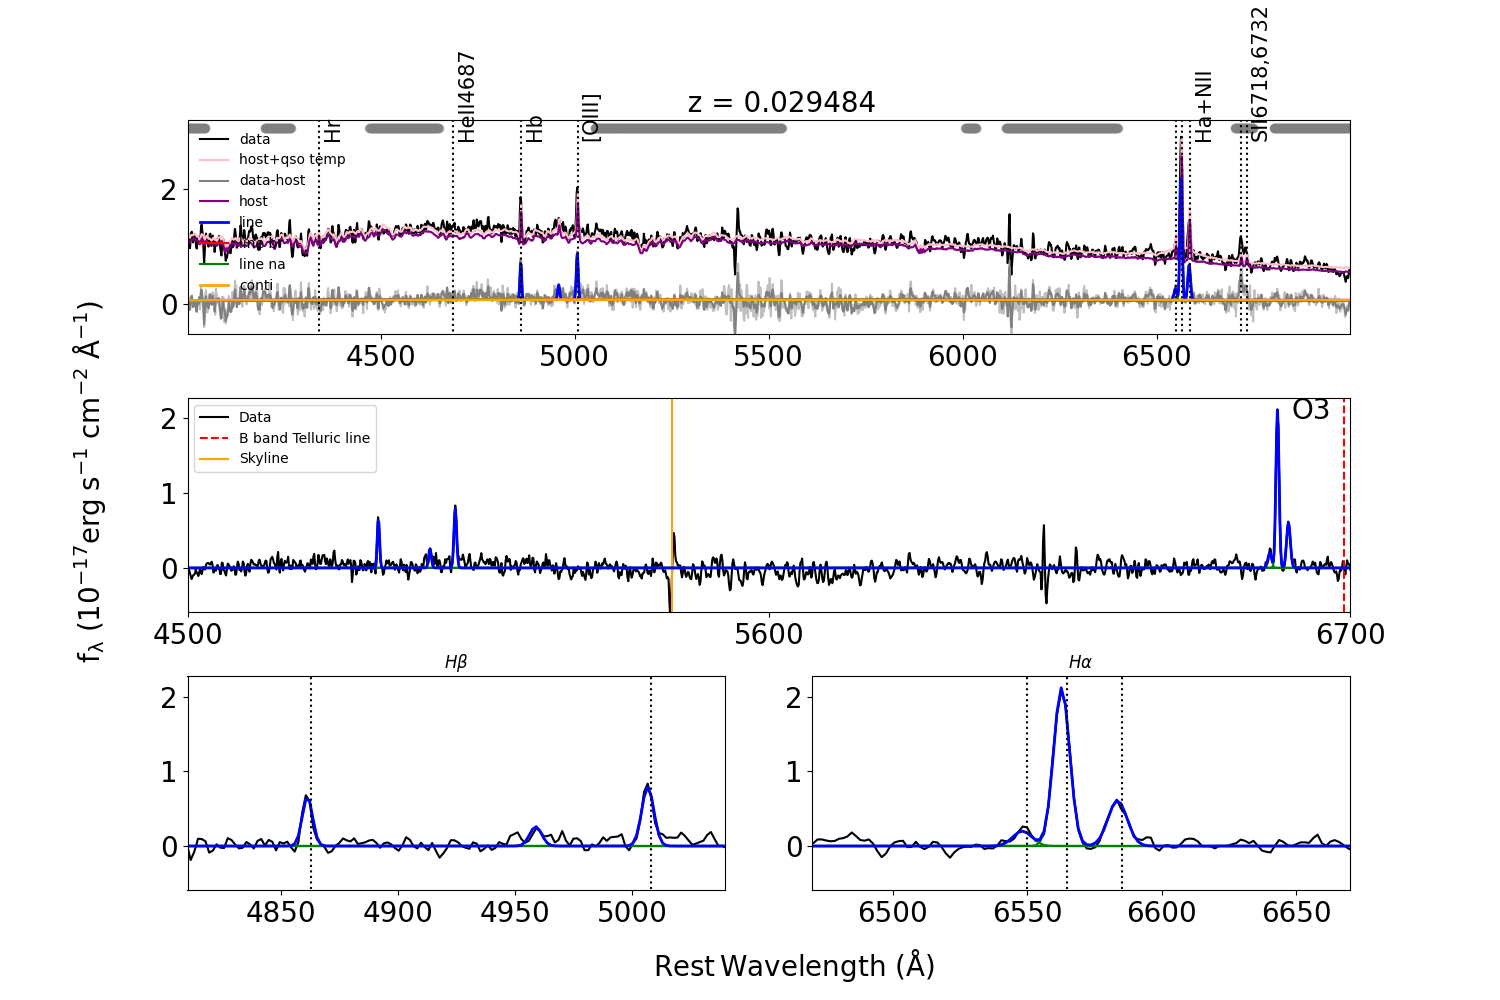 z = 0.029484
Hr
HeII4687
Hb
[OIII]
Ha+NII
SII6718,6732
data
host+qso temp
data-host
host
line
line na
conti
2
0
4500 5000 5500 6000 6500
fλ (10−17erg s−1 cm−2 Å−1)
Data
B band Telluric line
Skyline
O3
2
1
0
4500 5600 6700
Hβ
Hα
2
1
0
4850 4900 4950 5000
2
1
0
6500 6550 6600 6650
Rest Wavelength (Å)